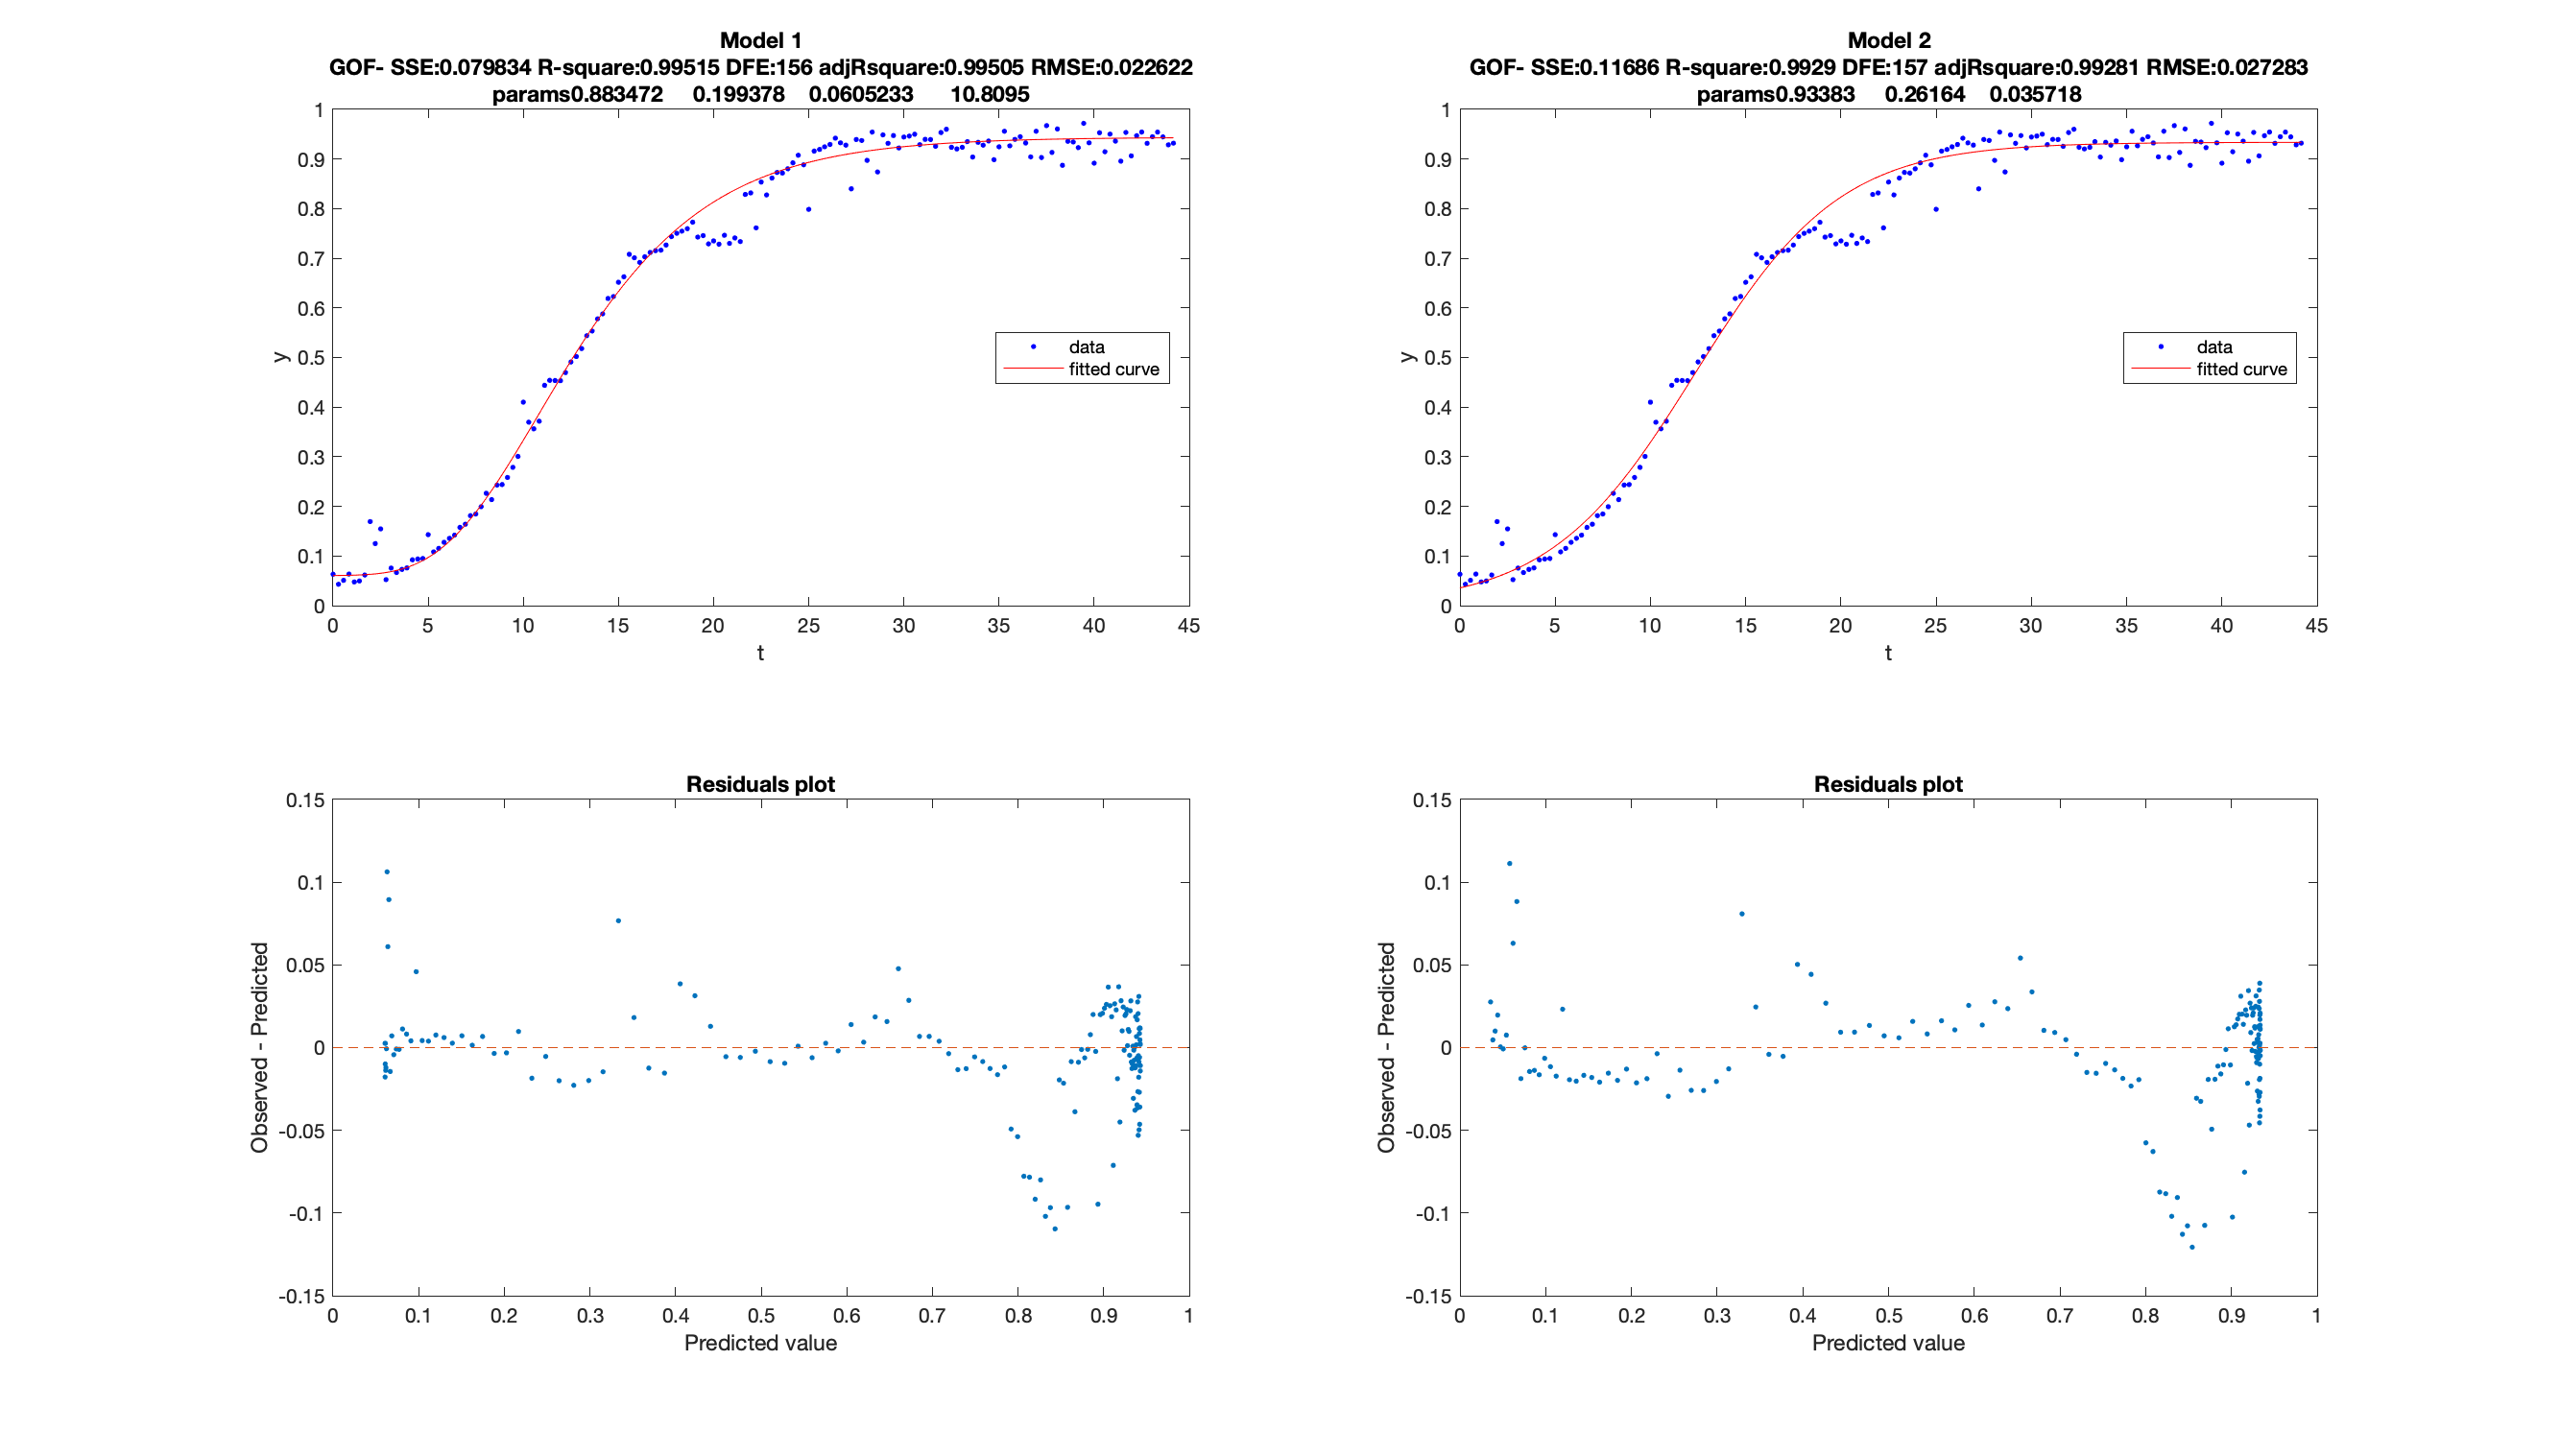 Model 1
GOF- SSE:0.079834 R-square:0.99515 DFE:156 adjRsquare:0.99505 RMSE:0.022622
params0.883472 0.199378 0.0605233 10.8095
1
0.9
0.8
0.7
0.6
0.5
0.4
0.3
0.2
0.1
0
y
data
fitted curve
0 5 10 15 20 25 30 35 40 45
t
Model 2
GOF- SSE:0.11686 R-square:0.9929 DFE:157 adjRsquare:0.99281 RMSE:0.027283
params0.93383 0.26164 0.035718
1
0.9
0.8
0.7
0.6
0.5
0.4
0.3
0.2
0.1
0
y
data
fitted curve
0 5 10 15 20 25 30 35 40 45
t
Residuals plot
0.15
0.1
0.05
0
-0.05
-0.1
-0.15
Observed - Predicted
0 0.1 0.2 0.3 0.4 0.5 0.6 0.7 0.8 0.9 1
Predicted value
Residuals plot
0.15
0.1
0.05
0
-0.05
-0.1
-0.15
Observed - Predicted
0 0.1 0.2 0.3 0.4 0.5 0.6 0.7 0.8 0.9 1
Predicted value